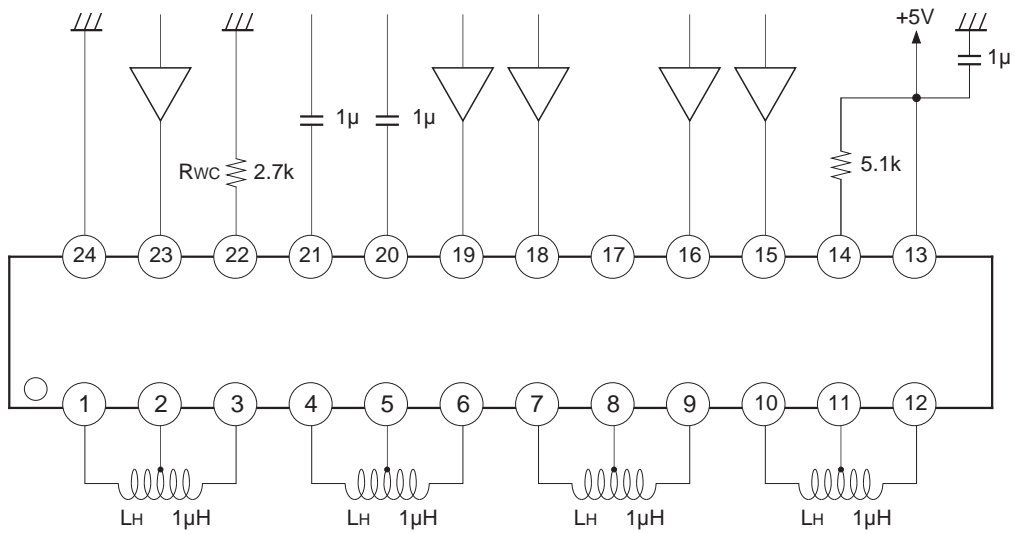 +5V
1µ
1µ
1µ
RWC 2.7k
5.1k
24 23 22 21 20 19 18 17 16 15 14 13
1 2 3 4 5 6 7 8 9 10 11 12
LH 1µH LH 1µH LH 1µH LH 1µH